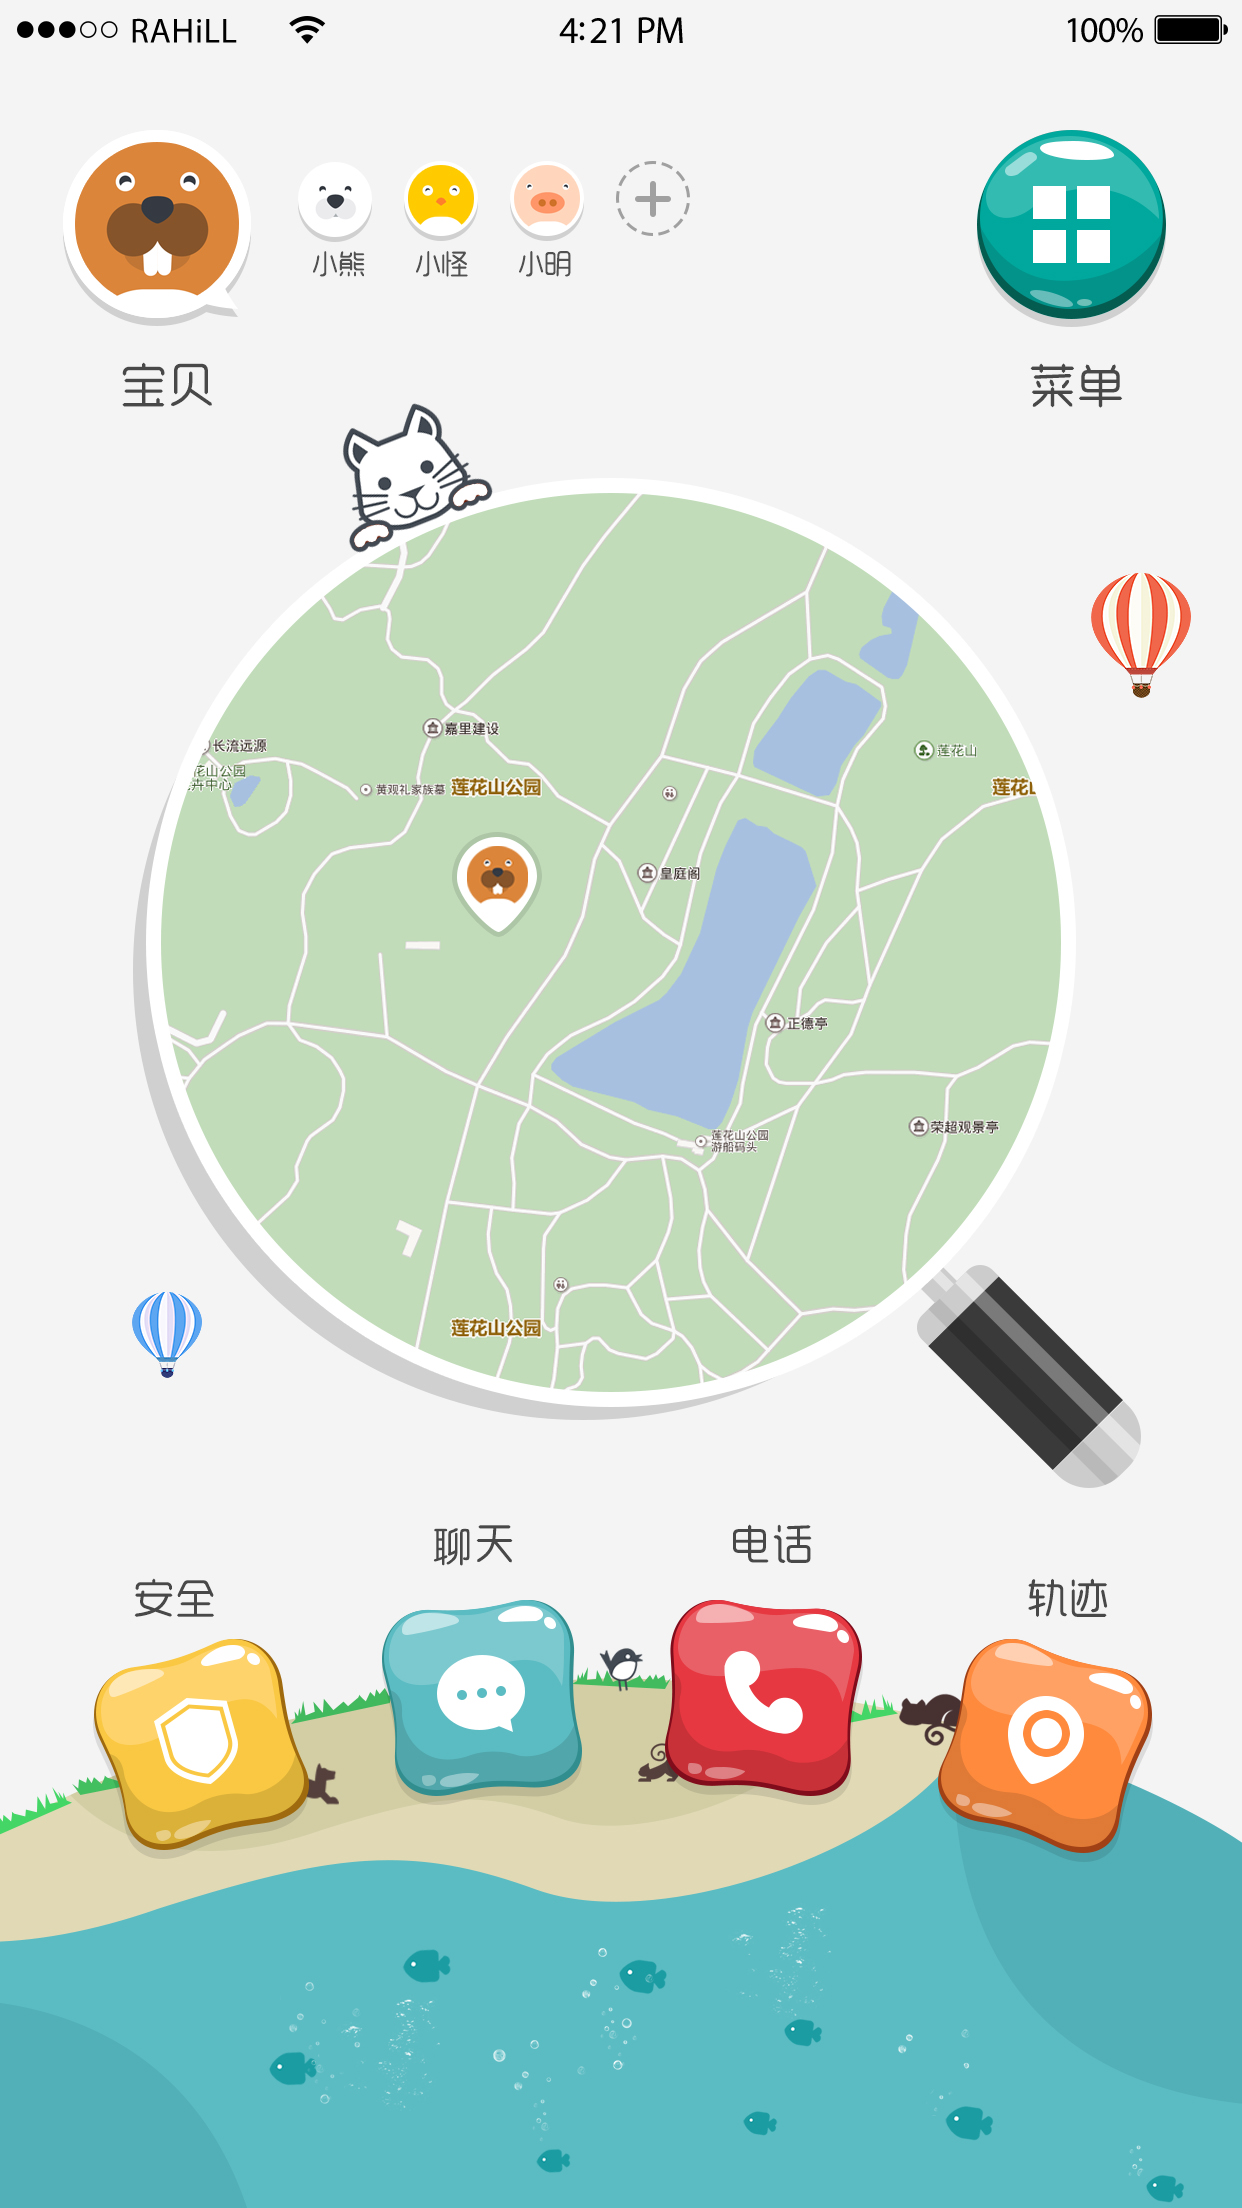 RAHiLL 4:21 PM 100%
小熊 小怪 小明
宝贝 菜单
嘉里建设
长流远源
莲花山
花山公园
卉中心
黄观礼家族墓
莲花山公园
莲花山
皇庭阁
正德亭
荣超观景亭
莲花山公园
游船码头
莲花山公园
聊天 电话
安全 轨迹